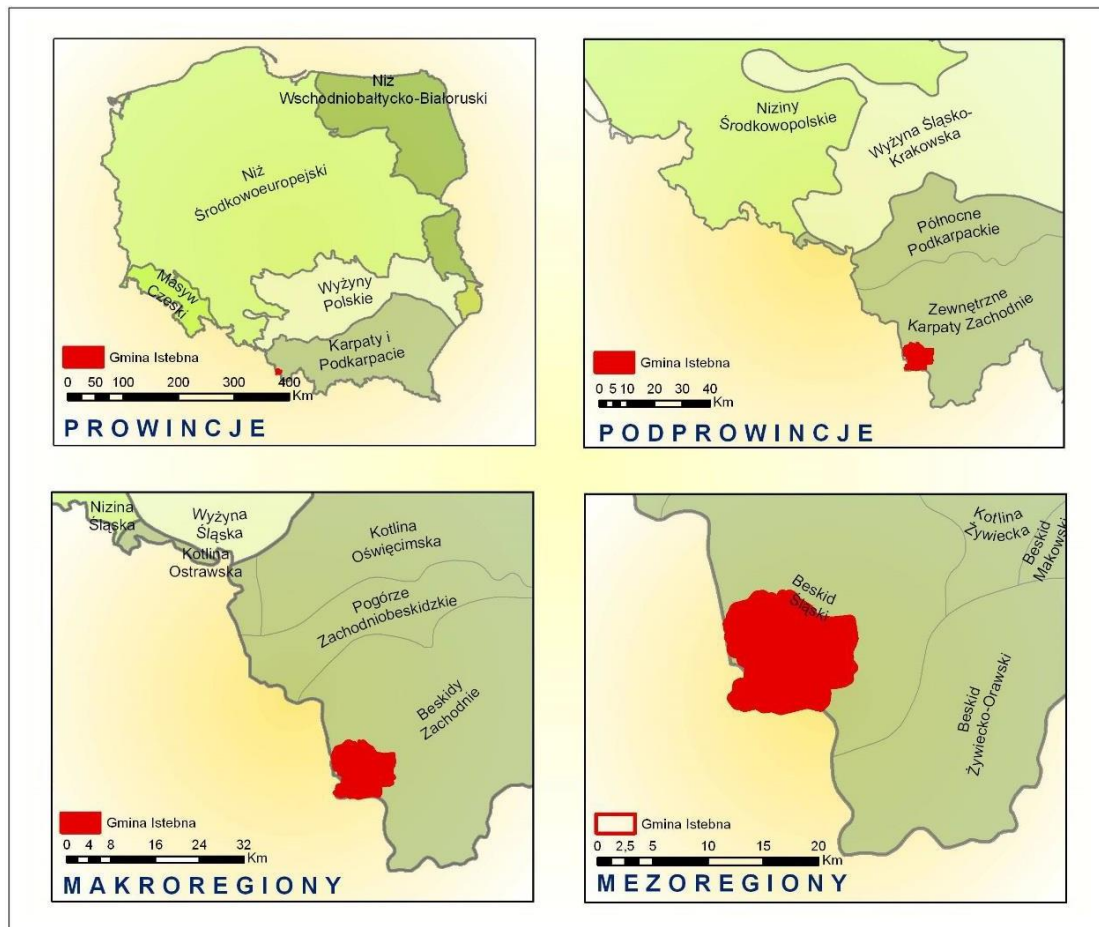 Niż
Wschodniobałtycko-Białoruski
Niż
Środkowoeuropejski
Masyw
Czeski
Wyżyny
Polskie
Karpaty i
Podkarpacie
Gmina Istebna
0 50 100 200 300 400
Km
PROWINCJE
Niziny
Środkowopolskie
Wyżyna Śląsko-
Krakowska
Północne
Podkarpackie
Zewnętrzne
Karpaty Zachodnie
Gmina Istebna
0 5 10 20 30 40
Km
PODPROWINCJE
Nizina
Śląska
Wyżyna
Śląska
Kotlina
Ostrawska
Kotlina
Oświęcimska
Pogórze
Zachodniobeskidzkie
Beskidy
Zachodnie
Gmina Istebna
0 4 8 16 24 32
Km
MAKROREGIONY
Kotlina
Żywiecka
Beskid
Makowski
Beskid
Śląski
Beskid
Żywiecko-Orawski
Gmina Istebna
0 2,5 5 10 15 20
Km
MEZOREGIONY